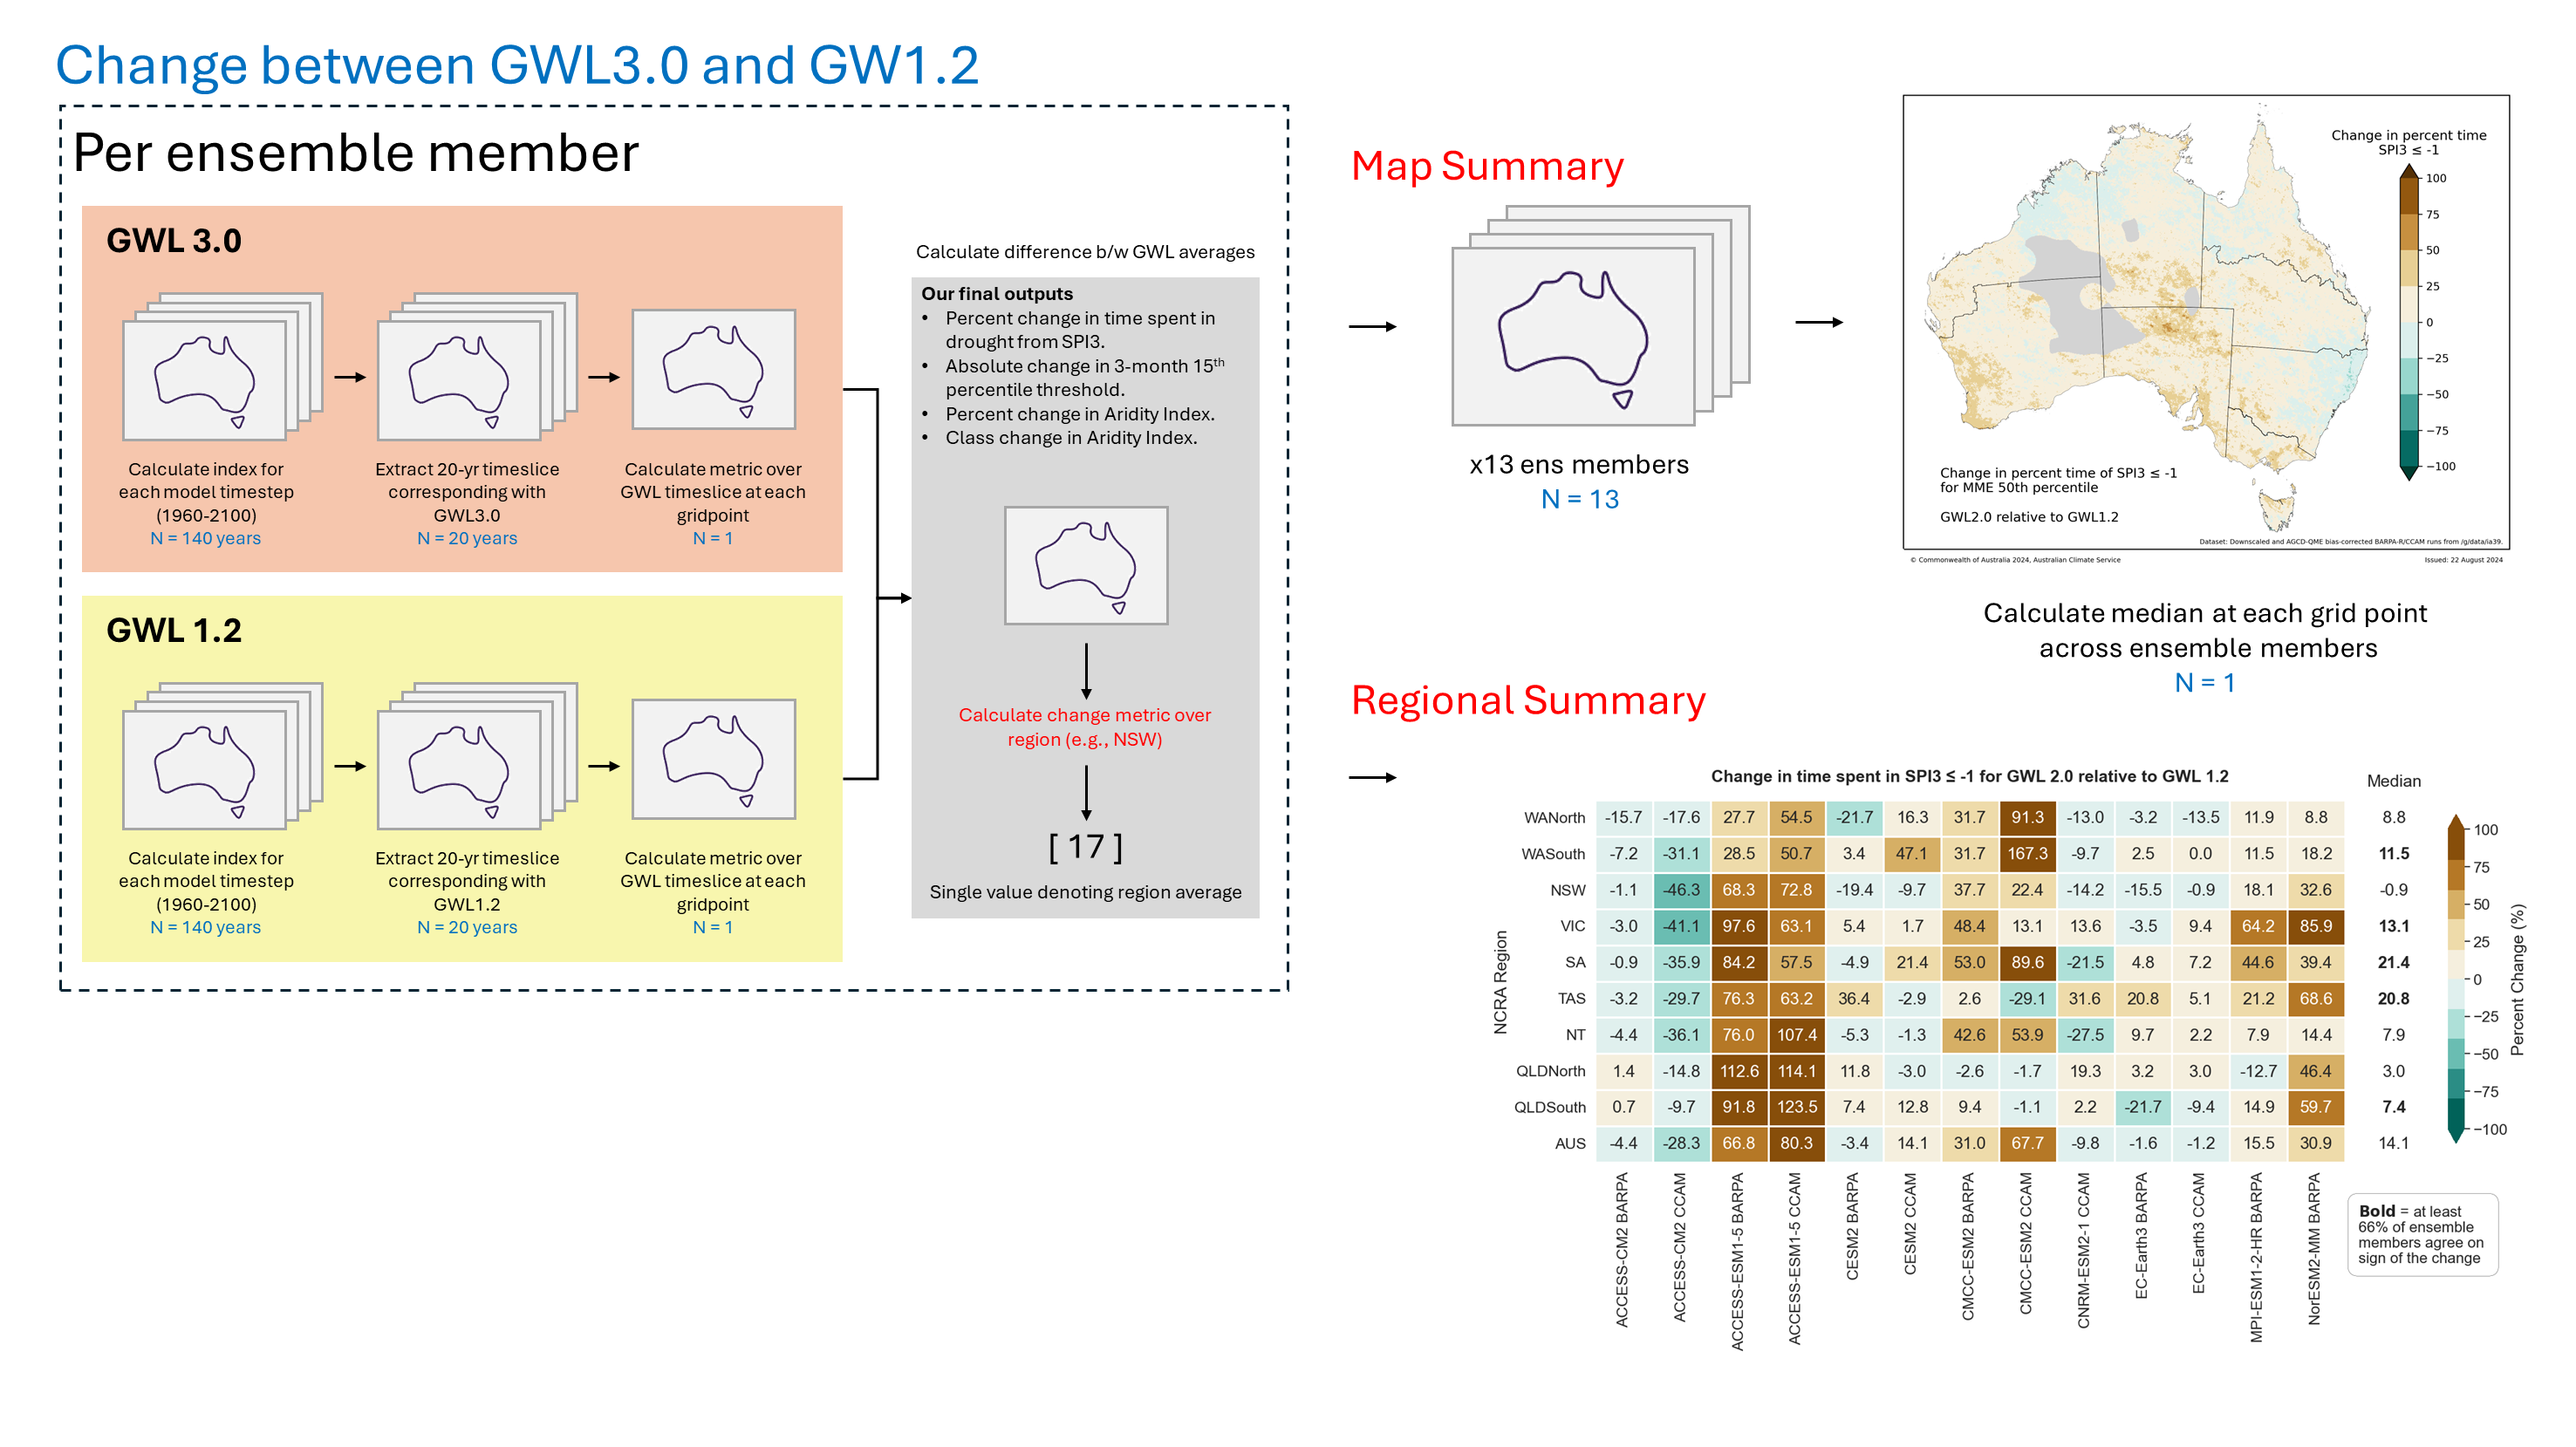 Change between GWL3.0 and GW1.2
Per ensemble member
GWL 3.0
Calculate index for
each model timestep
(1960-2100)
N = 140 years
Extract 20-yr timeslice
corresponding with
GWL3.0
N = 20 years
Calculate metric over
GWL timeslice at each
gridpoint
N = 1
GWL 1.2
Calculate index for
each model timestep
(1960-2100)
N = 140 years
Extract 20-yr timeslice
corresponding with
GWL1.2
N = 20 years
Calculate metric over
GWL timeslice at each
gridpoint
N = 1
Calculate difference b/w GWL averages
Our final outputs
• Percent change in time spent in
drought from SPI3.
• Absolute change in 3-month 15th
percentile threshold.
• Percent change in Aridity Index.
• Class change in Aridity Index.
Calculate change metric over
region (e.g., NSW)
[ 17 ]
Single value denoting region average
Map Summary
x13 ens members
N = 13
Change in percent time
SPI3 ≤ -1
100
75
50
25
0
−25
−50
−75
−100
Change in percent time of SPI3 ≤ -1
for MME 50th percentile
GWL2.0 relative to GWL1.2
Dataset: Downscaled and AGCD-QME bias-corrected BARPA-R/CCAM runs from /g/data/ia39.
© Commonwealth of Australia 2024, Australian Climate Service
Issued: 22 August 2024
Calculate median at each grid point
across ensemble members
N = 1
Regional Summary
Change in time spent in SPI3 ≤ -1 for GWL 2.0 relative to GWL 1.2
Median
NCRA Region
WANorth -15.7 -17.6 27.7 54.5 -21.7 16.3 31.7 91.3 -13.0 -3.2 -13.5 11.9 8.8 8.8
WASouth -7.2 -31.1 28.5 50.7 3.4 47.1 31.7 167.3 -9.7 2.5 0.0 11.5 18.2 11.5
NSW -1.1 -46.3 68.3 72.8 -19.4 -9.7 37.7 22.4 -14.2 -15.5 -0.9 18.1 32.6 -0.9
VIC -3.0 -41.1 97.6 63.1 5.4 1.7 48.4 13.1 13.6 -3.5 9.4 64.2 85.9 13.1
SA -0.9 -35.9 84.2 57.5 -4.9 21.4 53.0 89.6 -21.5 4.8 7.2 44.6 39.4 21.4
TAS -3.2 -29.7 76.3 63.2 36.4 -2.9 2.6 -29.1 31.6 20.8 5.1 21.2 68.6 20.8
NT -4.4 -36.1 76.0 107.4 -5.3 -1.3 42.6 53.9 -27.5 9.7 2.2 7.9 14.4 7.9
QLDNorth 1.4 -14.8 112.6 114.1 11.8 -3.0 -2.6 -1.7 19.3 3.2 3.0 -12.7 46.4 3.0
QLDSouth 0.7 -9.7 91.8 123.5 7.4 12.8 9.4 -1.1 2.2 -21.7 -9.4 14.9 59.7 7.4
AUS -4.4 -28.3 66.8 80.3 -3.4 14.1 31.0 67.7 -9.8 -1.6 -1.2 15.5 30.9 14.1
ACCESS-CM2 BARPA
ACCESS-CM2 CCAM
ACCESS-ESM1-5 BARPA
ACCESS-ESM1-5 CCAM
CESM2 BARPA
CESM2 CCAM
CMCC-ESM2 BARPA
CMCC-ESM2 CCAM
CNRM-ESM2-1 CCAM
EC-Earth3 BARPA
EC-Earth3 CCAM
MPI-ESM1-2-HR BARPA
NorESM2-MM BARPA
100
75
50
25
0
−25
−50
−75
−100
Percent Change (%)
Bold = at least
66% of ensemble
members agree on
sign of the change